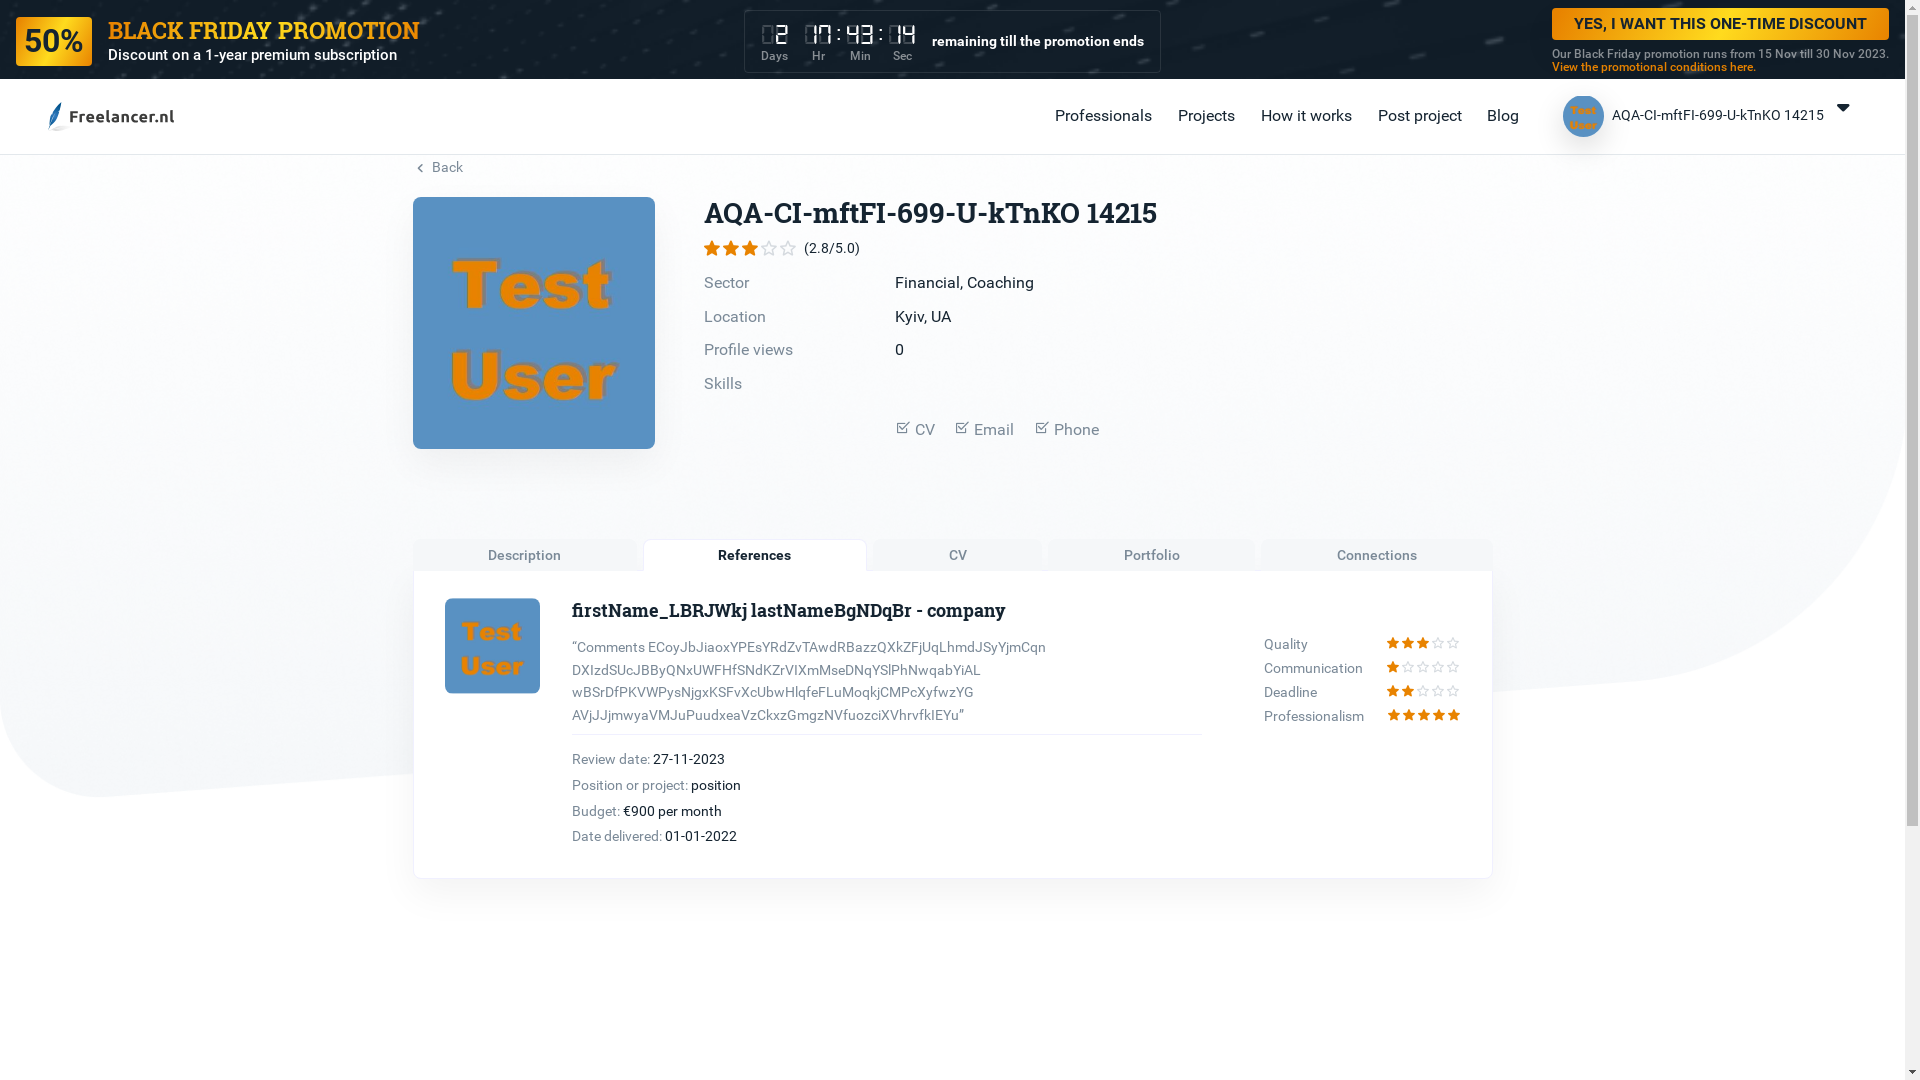 50%
BLACK FRIDAY PROMOTION
Discount on a 1-year premium subscription
2 17 : 43 : 14
Days Hr Min Sec
remaining till the promotion ends
YES, I WANT THIS ONE-TIME DISCOUNT
Our Black Friday promotion runs from 15 Nov till 30 Nov 2023.
View the promotional conditions here.
Freelancer.nl
Professionals Projects How it works Post project Blog
Test User
AQA-CI-mftFI-699-U-kTnKO 14215
Back
Test
User
AQA-CI-mftFI-699-U-kTnKO 14215
(2.8/5.0)
Sector Financial, Coaching
Location Kyiv, UA
Profile views 0
Skills
CV Email Phone
Description References CV Portfolio Connections
Test
User
firstName_LBRJWkj lastNameBgNDqBr - company
“Comments ECoyJbJiaoxYPEsYRdZvTAwdRBazzQXkZFjUqLhmdJSyYjmCqn
DXIzdSUcJBByQNxUWFHfSNdKZrVIXmMseDNqYSlPhNwqabYiAL
wBSrDfPKVWPysNjgxKSFvXcUbwHlqfeFLuMoqkjCMPcXyfwzYG
AVjJJjmwyaVMJuPuudxeaVzCkxzGmgzNVfuozciXVhrvfkIEYu”
Quality
Communication
Deadline
Professionalism
Review date: 27-11-2023
Position or project: position
Budget: €900 per month
Date delivered: 01-01-2022